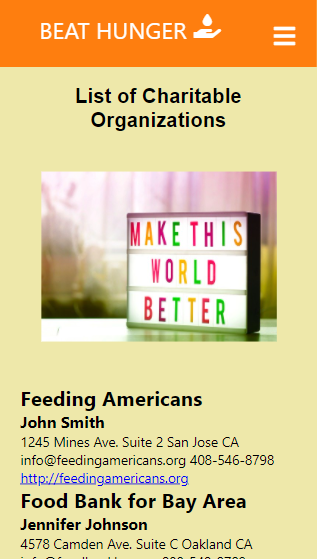 BEAT HUNGER
List of Charitable
Organizations
MAKE THIS
WORLD
BETTER
Feeding Americans
John Smith
1245 Mines Ave. Suite 2 San Jose CA
info@feedingamericans.org 408-546-8798
http://feedingamericans.org
Food Bank for Bay Area
Jennifer Johnson
4578 Camden Ave. Suite C Oakland CA